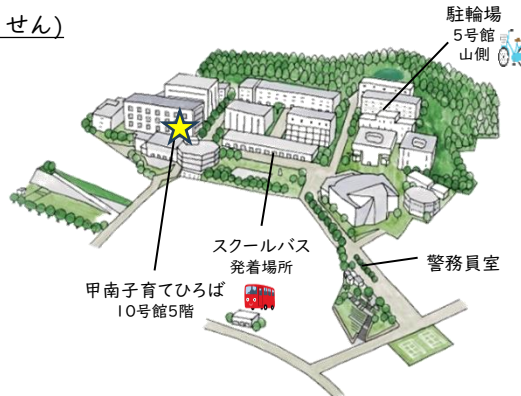 せん)
駐輪場
5号館
山側
スクールバス
発着場所
警務員室
甲南子育てひろば
10号館5階